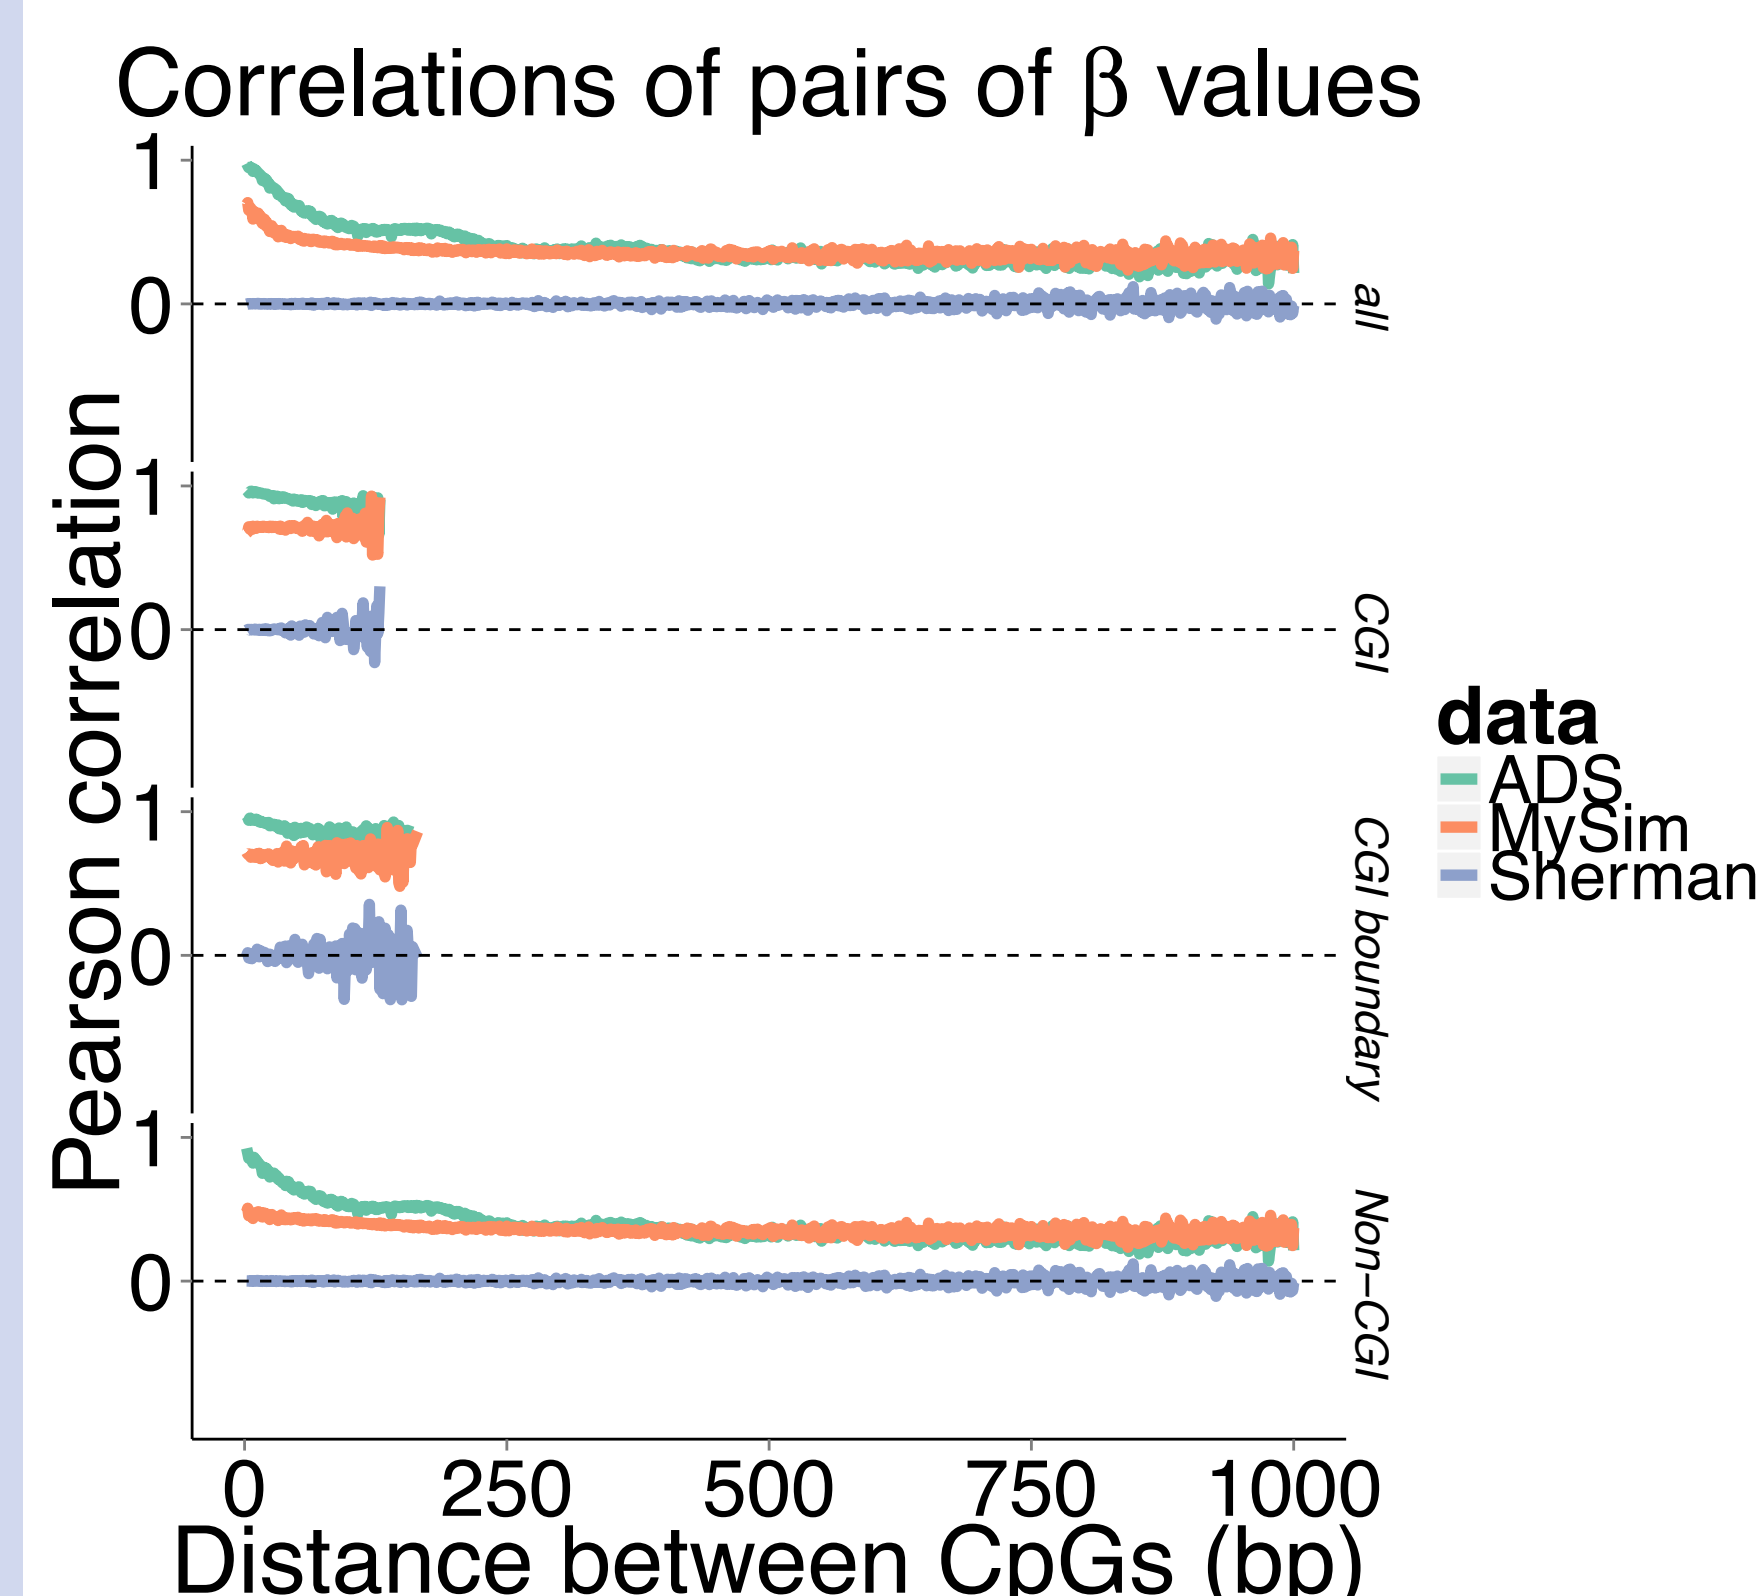 Correlations of pairs of β values
Pearson correlation
1
0
all
1
0
CGI
1
0
CGI boundary
1
0
Non−CGI
0 250 500 750 1000
Distance between CpGs (bp)
data
ADS
MySim
Sherman